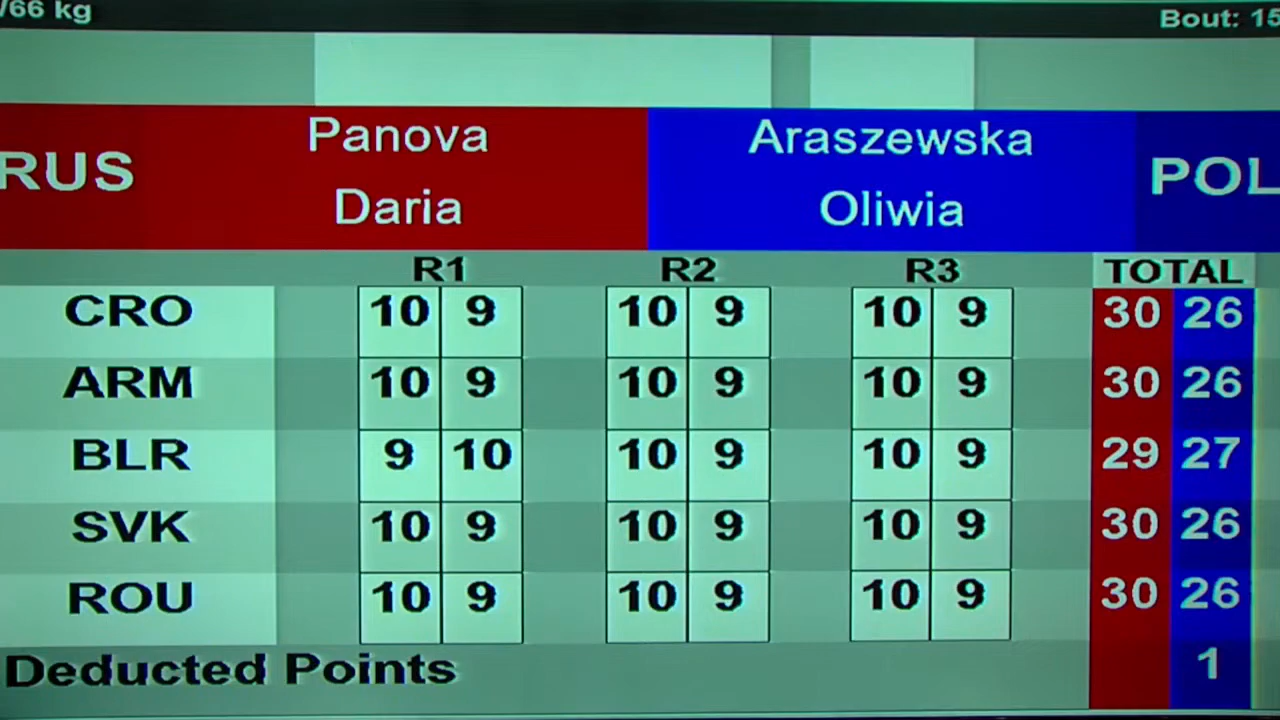 /66 kg Bout: 15
RUS Panova Daria Araszewska Oliwia POL
R1 R2 R3 TOTAL
CRO 10 9 10 9 10 9 30 26
ARM 10 9 10 9 10 9 30 26
BLR 9 10 10 9 10 9 29 27
SVK 10 9 10 9 10 9 30 26
ROU 10 9 10 9 10 9 30 26
Deducted Points 1